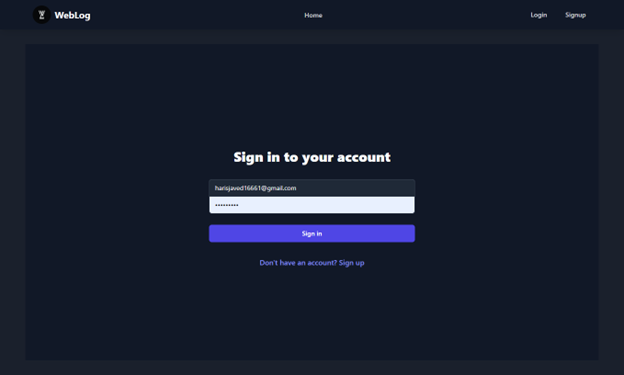 WebLog
Home
Login
Signup
Sign in to your account
harisjaved16661@gmail.com
•••••••••
Sign in
Don't have an account? Sign up